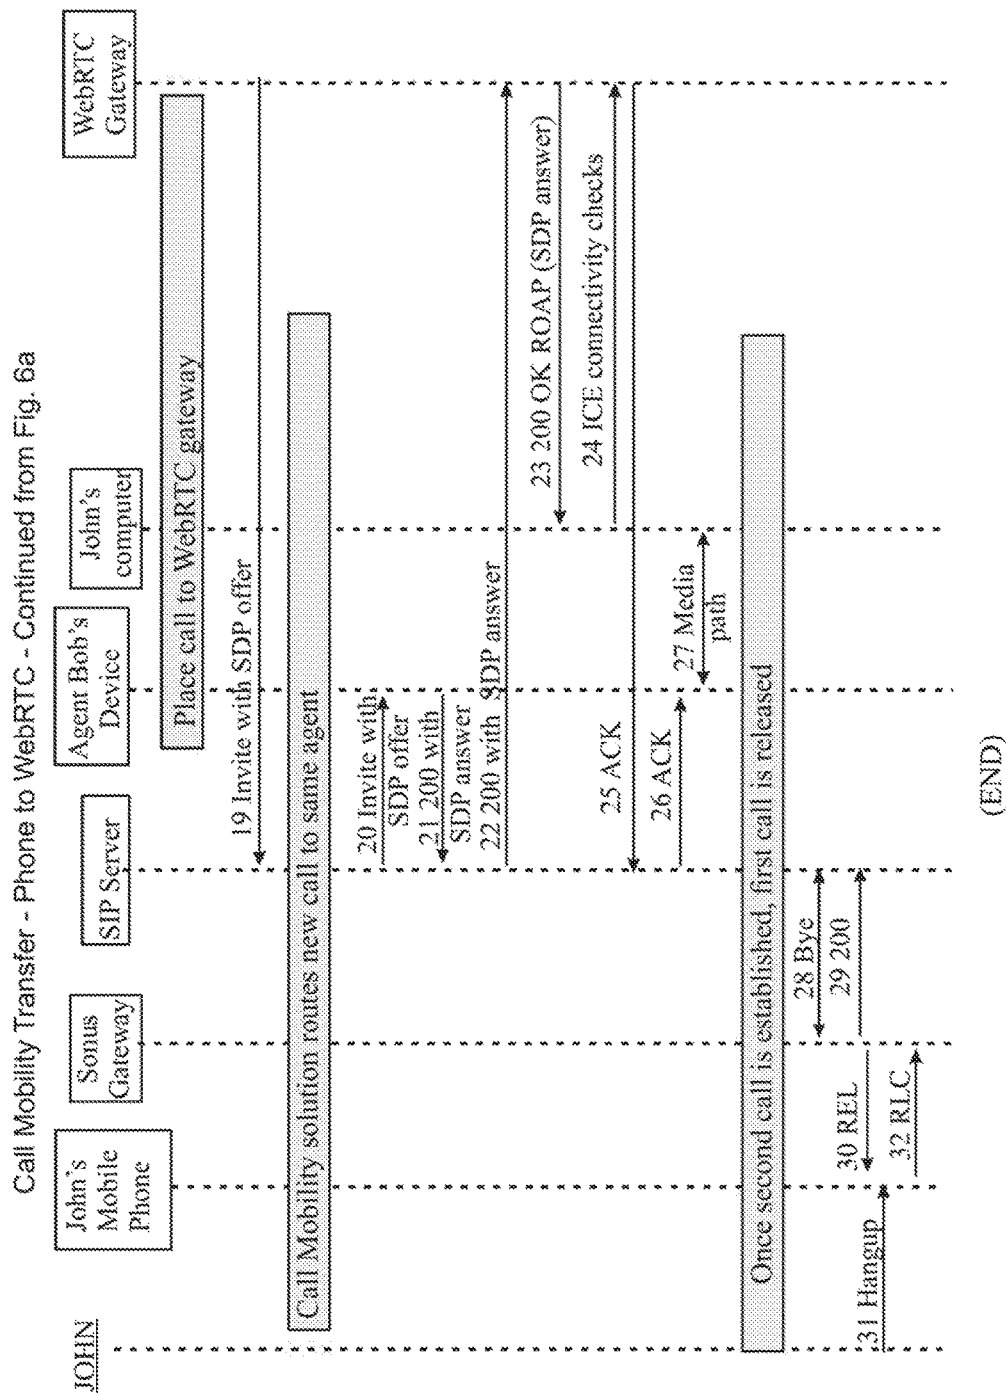 Call Mobility Transfer - Phone to WebRTC - Continued from Fig. 6a
JOHN
John's
Mobile
Phone
Sonus
Gateway
SIP Server
Agent Bob's
Device
John's
computer
WebRTC
Gateway
Place call to WebRTC gateway
19 Invite with SDP offer
Call Mobility solution routes new call to same agent
20 Invite with
SDP offer
21 200 with
SDP answer
22 200 with SDP answer
23 200 OK ROAP (SDP answer)
24 ICE connectivity checks
25 ACK
26 ACK
27 Media
path
Once second call is established, first call is released
28 Bye
29 200
30 REL
31 Hangup
32 RLC
(END)